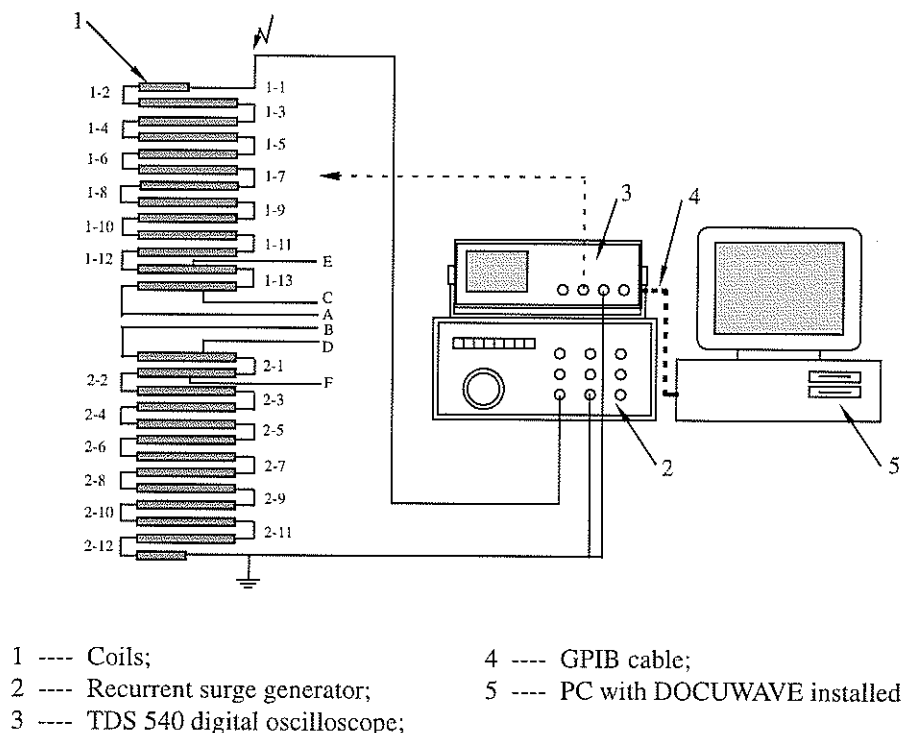 1
1-1
1-2
1-3
1-4
1-5
1-6
1-7
1-8
1-9
1-10
1-11
1-12
E
1-13
C
A
B
D
2-1
2-2
F
2-3
2-4
2-5
2-6
2-7
2-8
2-9
2-10
2-11
2-12
3
4
2
5
1 ---- Coils;
2 ---- Recurrent surge generator;
3 ---- TDS 540 digital oscilloscope;
4 ---- GPIB cable;
5 ---- PC with DOCUWAVE installed